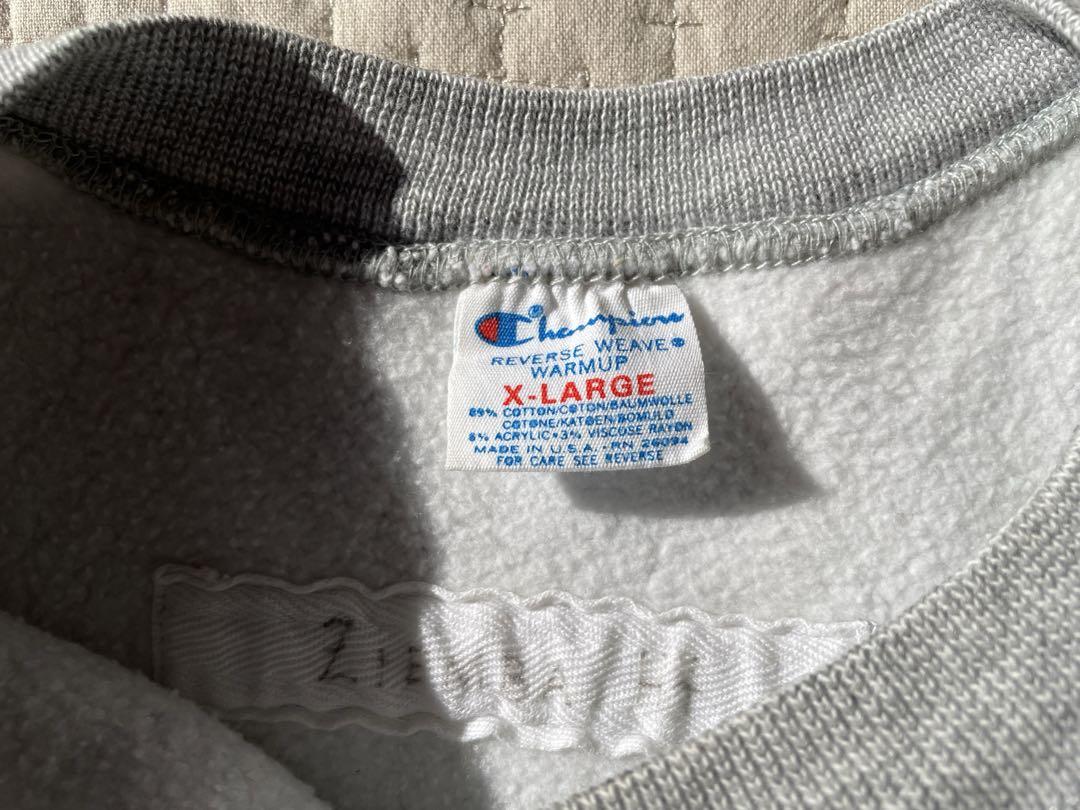 Champion®
REVERSE WEAVE®
WARMUP
X-LARGE
89% COTTON/COTON/BAUMWOLLE
COTONE/KATOEN/BOMULD
8% ACRYLIC•3% VISCOSE RAYON
MADE IN U.S.A.-RN 26094
FOR CARE SEE REVERSE